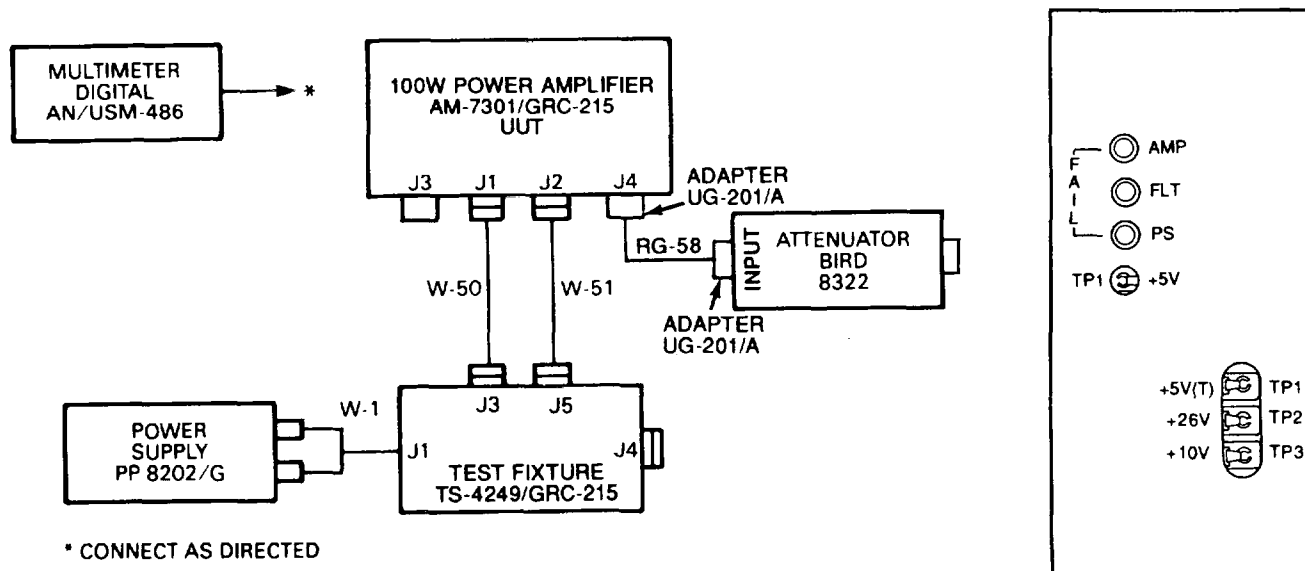 MULTIMETER
DIGITAL
AN/USM-486
*
100W POWER AMPLIFIER
AM-7301/GRC-215
UUT
J3 J1 J2 J4
ADAPTER
UG-201/A
RG-58
INPUT
ATTENUATOR
BIRD
8322
ADAPTER
UG-201/A
W-50
W-51
POWER
SUPPLY
PP 8202/G
W-1
J3 J5
J1
J4
TEST FIXTURE
TS-4249/GRC-215
* CONNECT AS DIRECTED
FAIL
AMP
FLT
PS
TP1 +5V
+5V(T) TP1
+26V TP2
+10V TP3